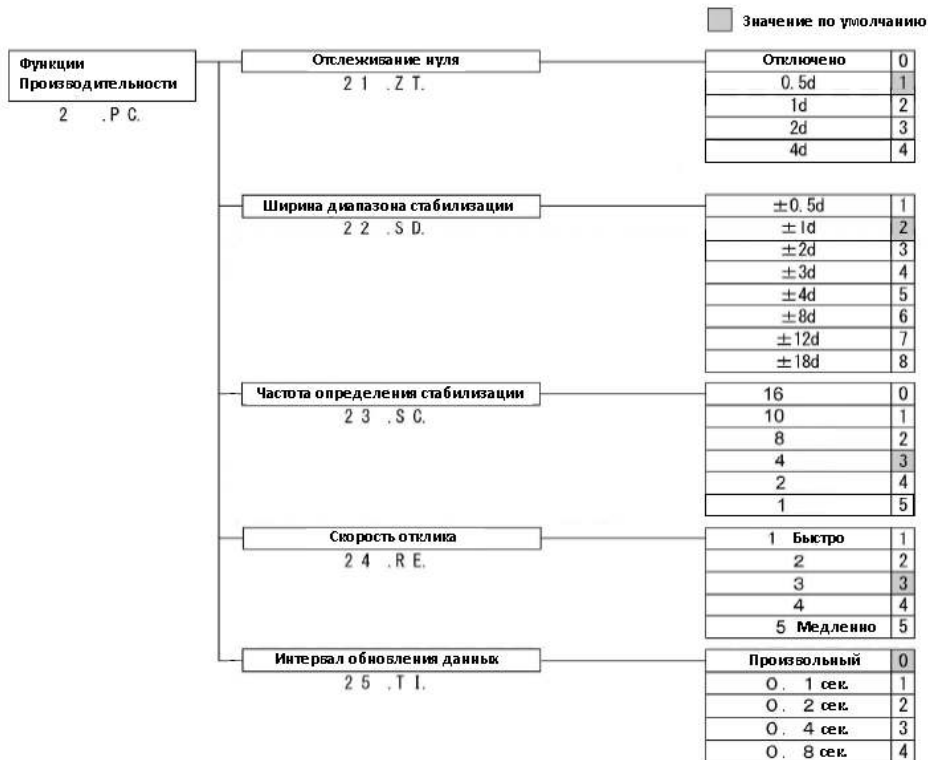 Значение по умолчанию
Функции
Производительности
2 .P C.
Отслеживание нуля
2 1 .Z T.
Отключено 0
0. 5d 1
1d 2
2d 3
4d 4
Ширина диапазона стабилизации
2 2 .S D.
±0. 5d 1
±1d 2
±2d 3
±3d 4
±4d 5
±8d 6
±12d 7
±18d 8
Частота определения стабилизации
2 3 .S C.
16 0
10 1
8 2
4 3
2 4
1 5
Скорость отклика
2 4 .R E.
1 Быстро 1
2 2
3 3
4 4
5 Медленно 5
Интервал обновления данных
2 5 .T I.
Произвольный 0
0. 1 сек. 1
0. 2 сек. 2
0. 4 сек. 3
0. 8 сек. 4